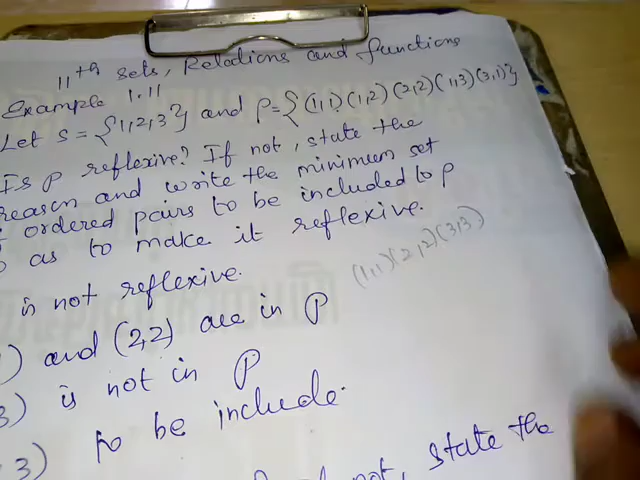 11th Sets, Relations and functions
Example 1.11
Let S = {1,2,3} and ρ = {(1,1) (1,2) (2,2) (1,3) (3,1)}
Is ρ reflexive? If not, state the
reason and write the minimum set
ordered pairs to be included to ρ
as to make it reflexive.
is not reflexive.
(1,1) (2,2) (3,3)
) and (2,2) are in ρ
3) is not in ρ
3) to be include.
not, state the